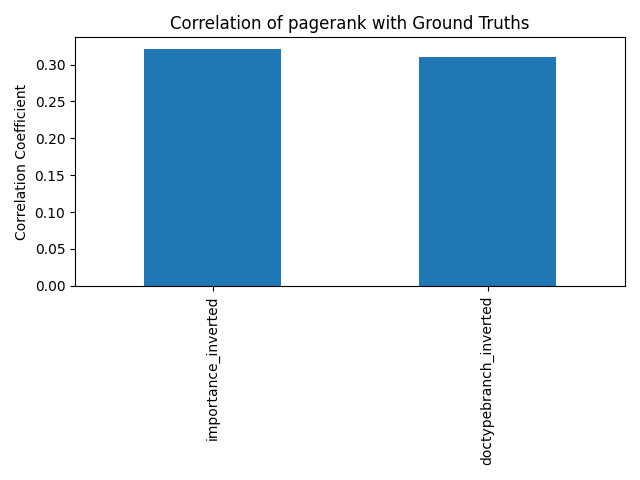 Correlation of pagerank with Ground Truths
Correlation Coefficient
0.30
0.25
0.20
0.15
0.10
0.05
0.00
importance_inverted
doctypebranch_inverted